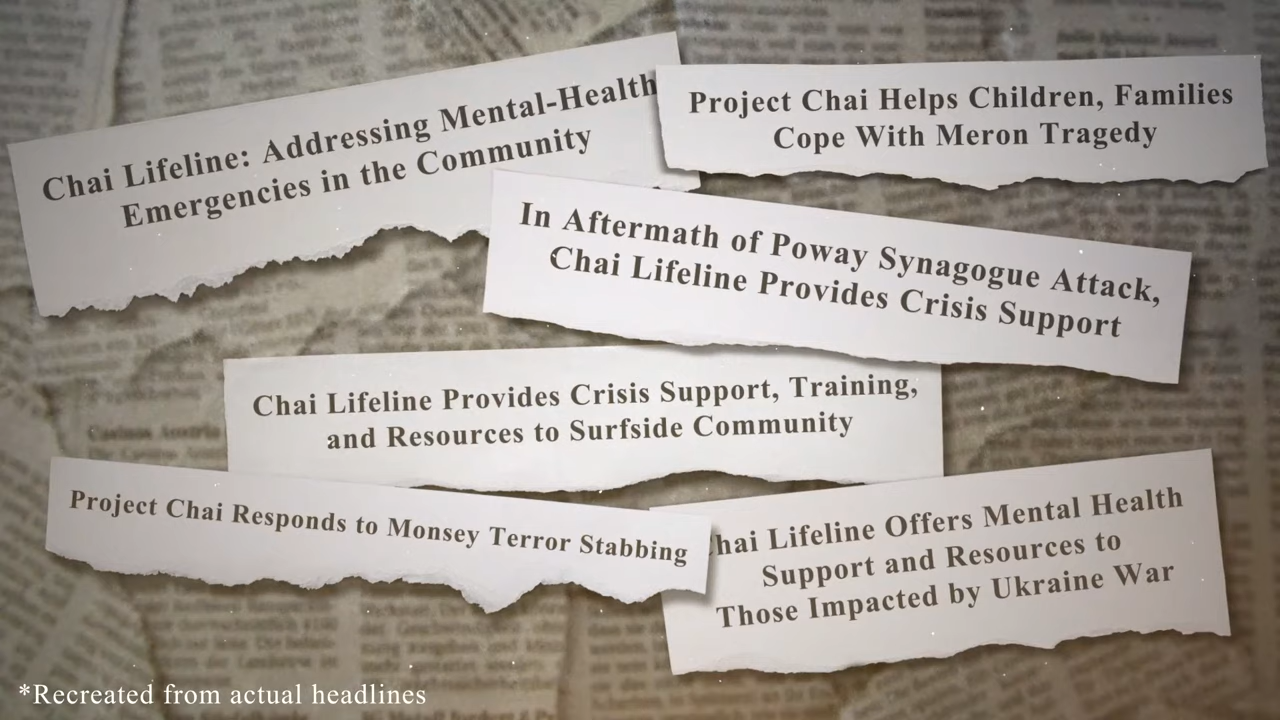 Chai Lifeline: Addressing Mental-Health
Emergencies in the Community
Project Chai Helps Children, Families
Cope With Meron Tragedy
In Aftermath of Poway Synagogue Attack,
Chai Lifeline Provides Crisis Support
Chai Lifeline Provides Crisis Support, Training,
and Resources to Surfside Community
Project Chai Responds to Monsey Terror Stabbing
hai Lifeline Offers Mental Health
Support and Resources to
Those Impacted by Ukraine War
*Recreated from actual headlines